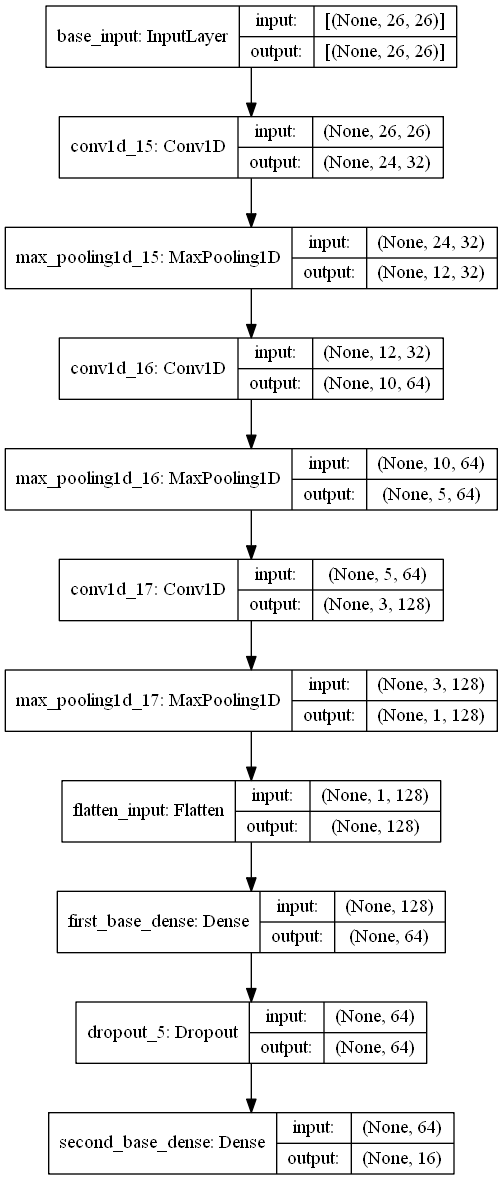 base_input: InputLayer
input: [(None, 26, 26)]
output: [(None, 26, 26)]
conv1d_15: Conv1D
input: (None, 26, 26)
output: (None, 24, 32)
max_pooling1d_15: MaxPooling1D
input: (None, 24, 32)
output: (None, 12, 32)
conv1d_16: Conv1D
input: (None, 12, 32)
output: (None, 10, 64)
max_pooling1d_16: MaxPooling1D
input: (None, 10, 64)
output: (None, 5, 64)
conv1d_17: Conv1D
input: (None, 5, 64)
output: (None, 3, 128)
max_pooling1d_17: MaxPooling1D
input: (None, 3, 128)
output: (None, 1, 128)
flatten_input: Flatten
input: (None, 1, 128)
output: (None, 128)
first_base_dense: Dense
input: (None, 128)
output: (None, 64)
dropout_5: Dropout
input: (None, 64)
output: (None, 64)
second_base_dense: Dense
input: (None, 64)
output: (None, 16)